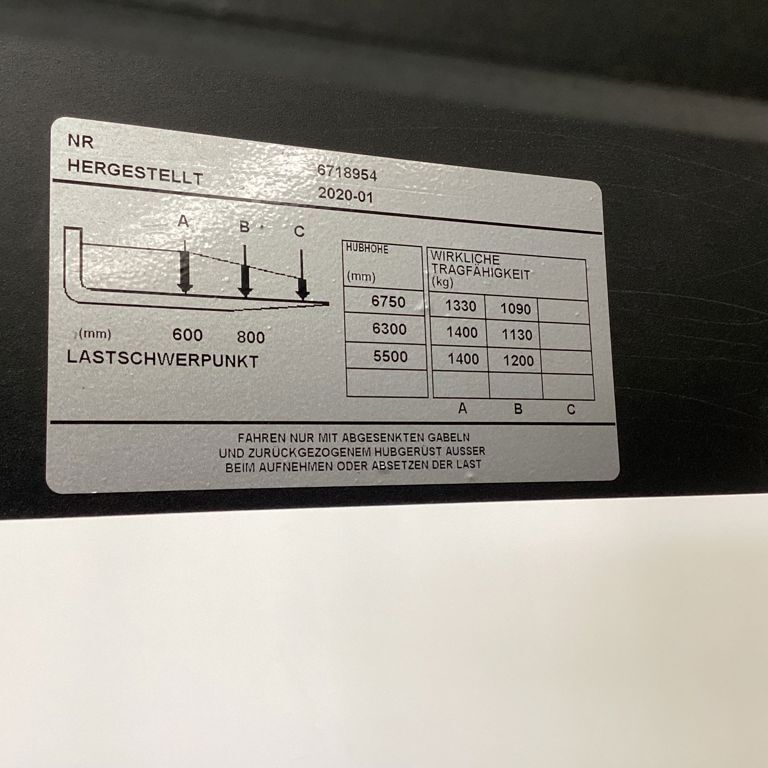 NR 6718954
HERGESTELLT 2020-01
A B C
(mm) 600 800
LASTSCHWERPUNKT
HUBHÖHE
(mm)
WIRKLICHE
TRAGFÄHIGKEIT
(kg)
6750 1330 1090
6300 1400 1130
5500 1400 1200
A B C
FAHREN NUR MIT ABGESENKTEN GABELN
UND ZURÜCKGEZOGENEM HUBGERÜST AUSSER
BEIM AUFNEHMEN ODER ABSETZEN DER LAST